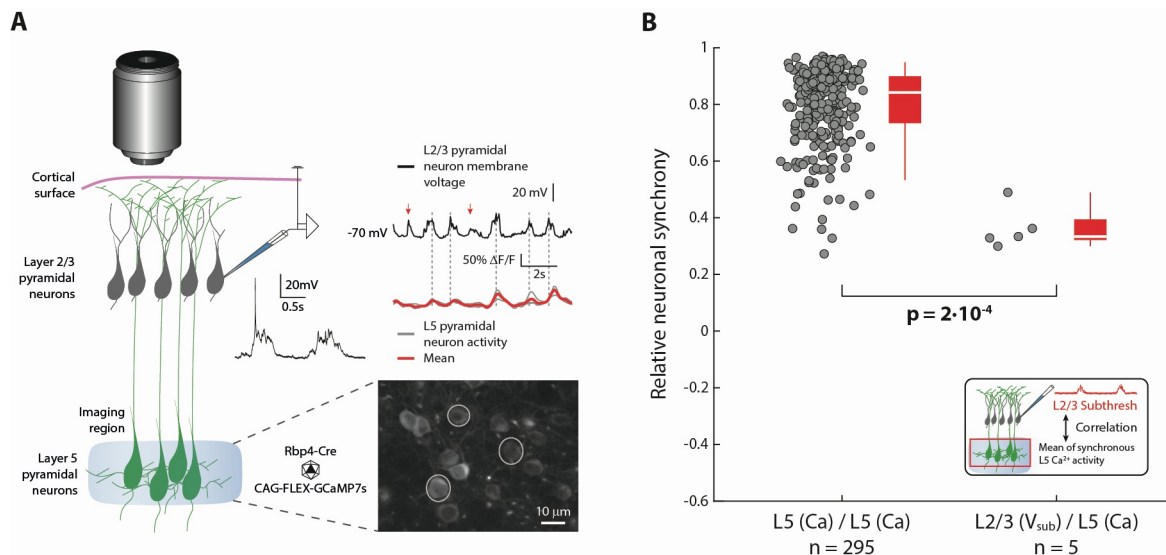 A
Cortical
surface
Layer 2/3
pyramidal
neurons
L2/3 pyramidal
neuron membrane
voltage
20 mV
-70 mV
50% ΔF/F
2s
20mV
0.5s
L5 pyramidal
neuron activity
Mean
Imaging
region
Layer 5
pyramidal
neurons
Rbp4-Cre
CAG-FLEX-GCaMP7s
10 μm
B
Relative neuronal synchrony
1
0.8
0.6
0.4
0.2
0
-0.2
-0.4
-0.6
p = 2·10⁻⁴
L2/3 Subthresh
Correlation
Mean of synchronous
L5 Ca²⁺ activity
L5 (Ca) / L5 (Ca)
n = 295
L2/3 (Vsub) / L5 (Ca)
n = 5